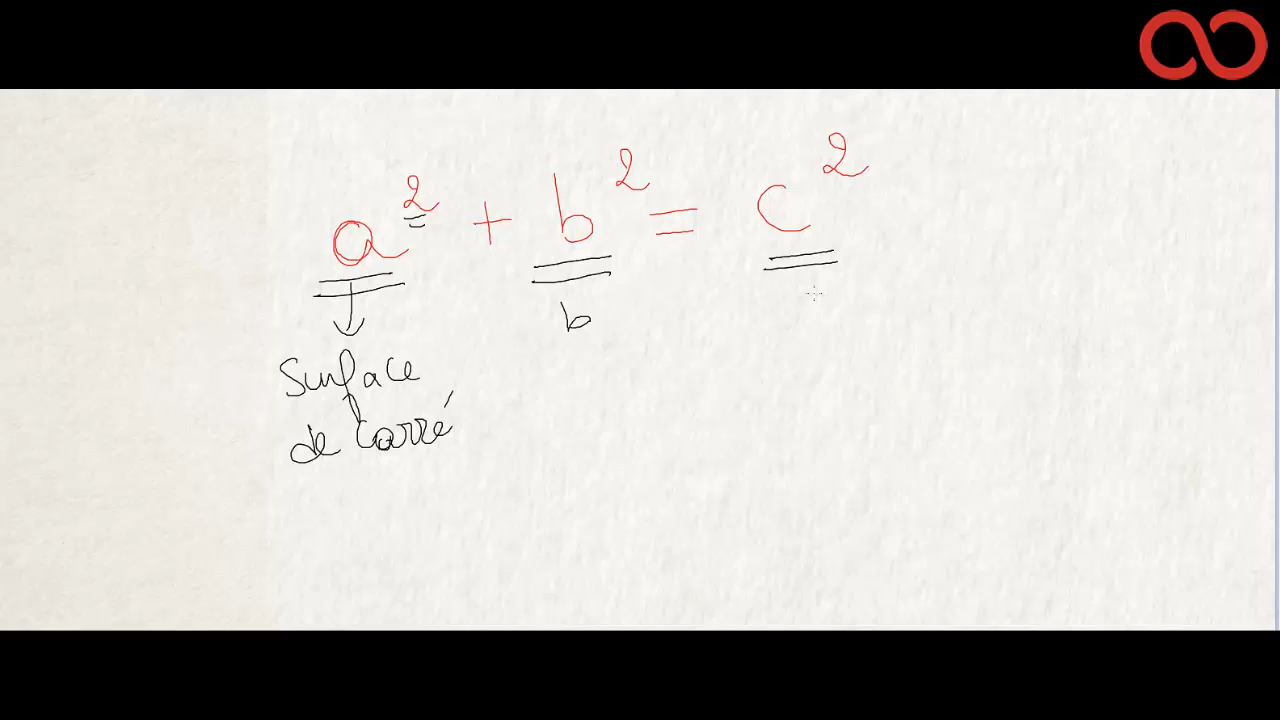 a² + b² = c²
b
Surface
de Carré